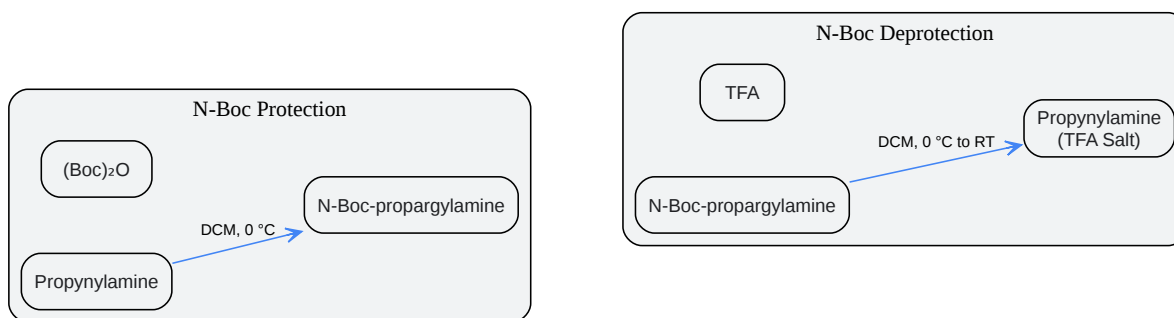 N-Boc Protection
(Boc)₂O
N-Boc-propargylamine
DCM, 0 °C
Propynylamine
N-Boc Deprotection
TFA
Propynylamine
(TFA Salt)
DCM, 0 °C to RT
N-Boc-propargylamine